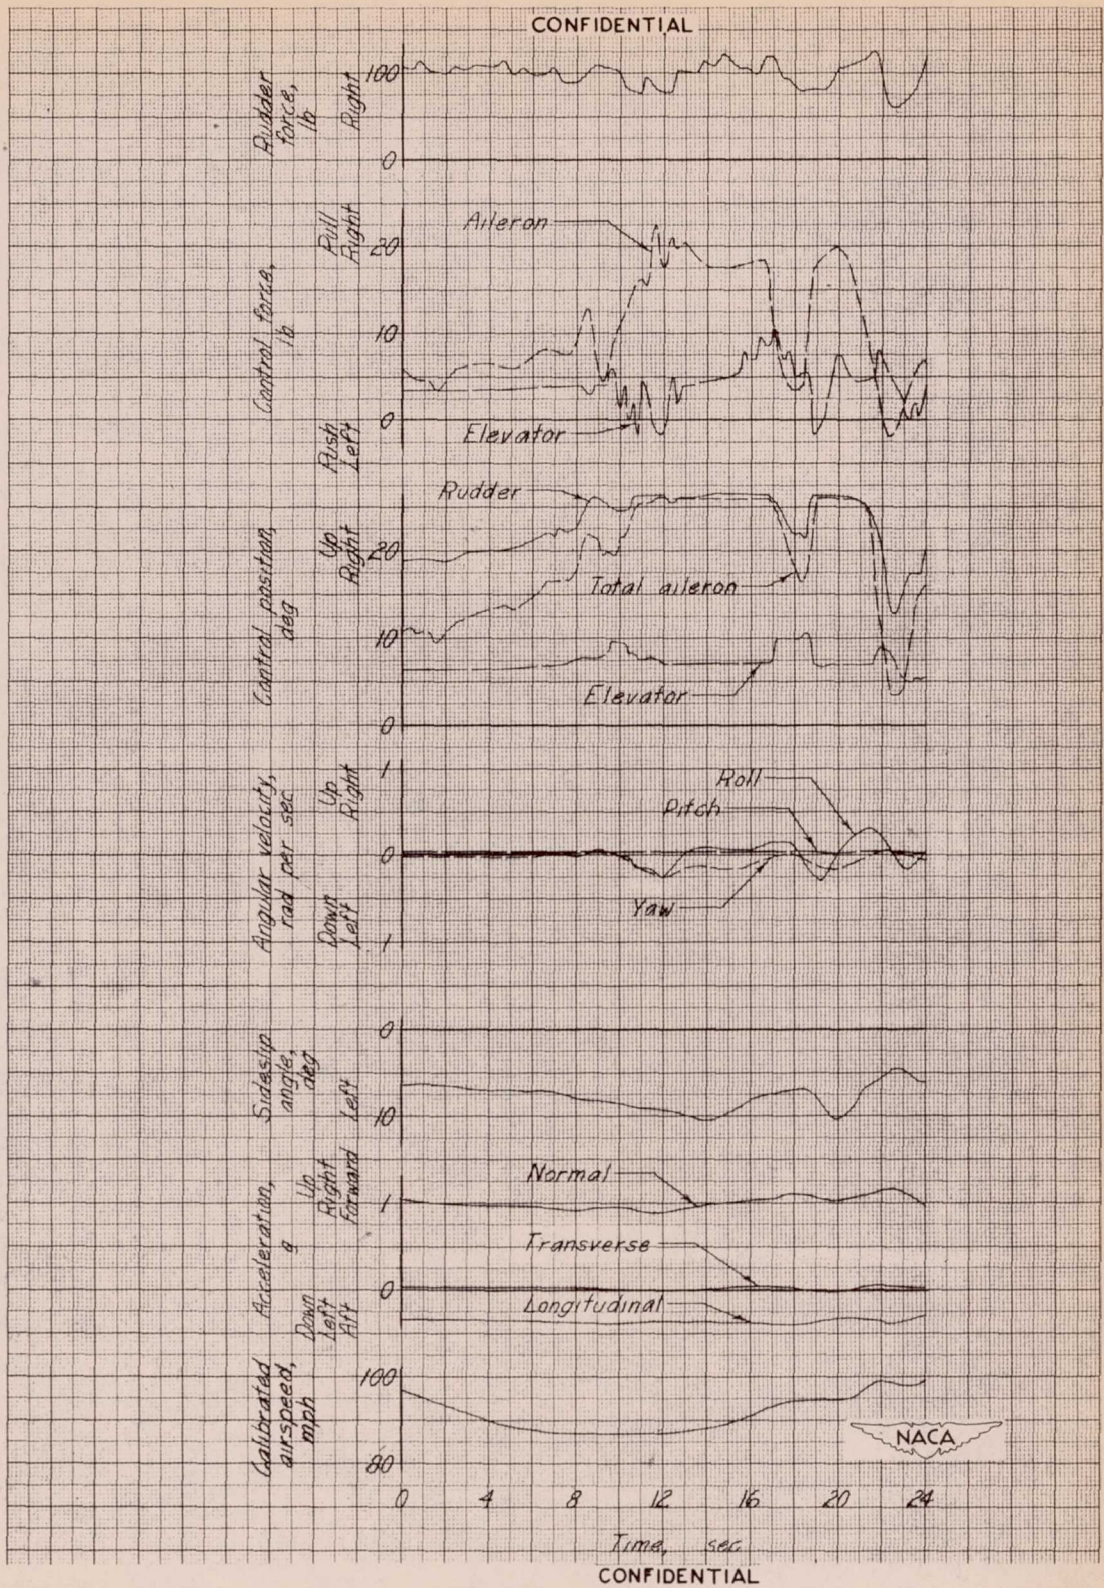 CONFIDENTIAL
Rudder
force,
lb
Right
100
0
Control force,
lb
Pull
Right
Push
Left
20
10
0
Aileron
Elevator
Control position,
deg
Up
Right
20
10
0
Rudder
Total aileron
Elevator
Angular velocity,
rad per sec
Up
Right
Down
Left
1
0
1
Roll
Pitch
Yaw
Sideslip
angle,
deg
Left
0
10
Acceleration,
g
Up
Right
Forward
Down
Left
Aft
1
0
Normal
Transverse
Longitudinal
Calibrated
airspeed,
mph
100
80
NACA
0 4 8 12 16 20 24
Time, sec
CONFIDENTIAL